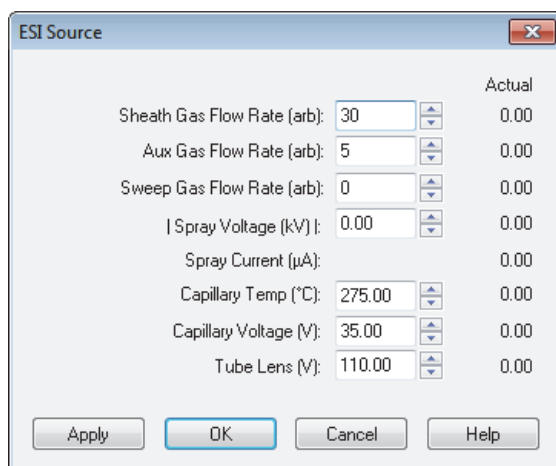 ESI Source
Actual
Sheath Gas Flow Rate (arb): 30 0.00
Aux Gas Flow Rate (arb): 5 0.00
Sweep Gas Flow Rate (arb): 0 0.00
| Spray Voltage (kV) |: 0.00 0.00
Spray Current (µA): 0.00
Capillary Temp (°C): 275.00 0.00
Capillary Voltage (V): 35.00 0.00
Tube Lens (V): 110.00 0.00
Apply OK Cancel Help